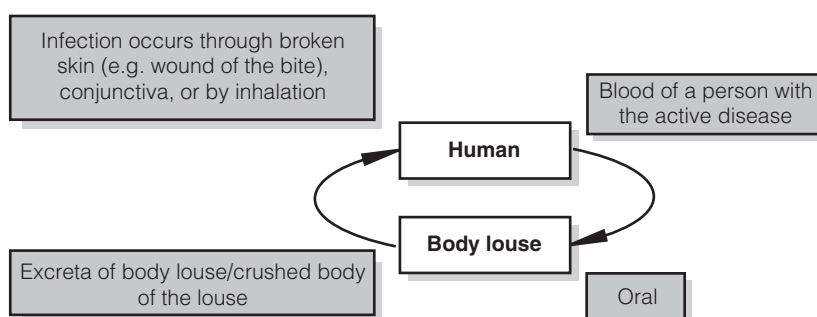 Infection occurs through broken
skin (e.g. wound of the bite),
conjunctiva, or by inhalation
Blood of a person with
the active disease
Human
Body louse
Excreta of body louse/crushed body
of the louse
Oral